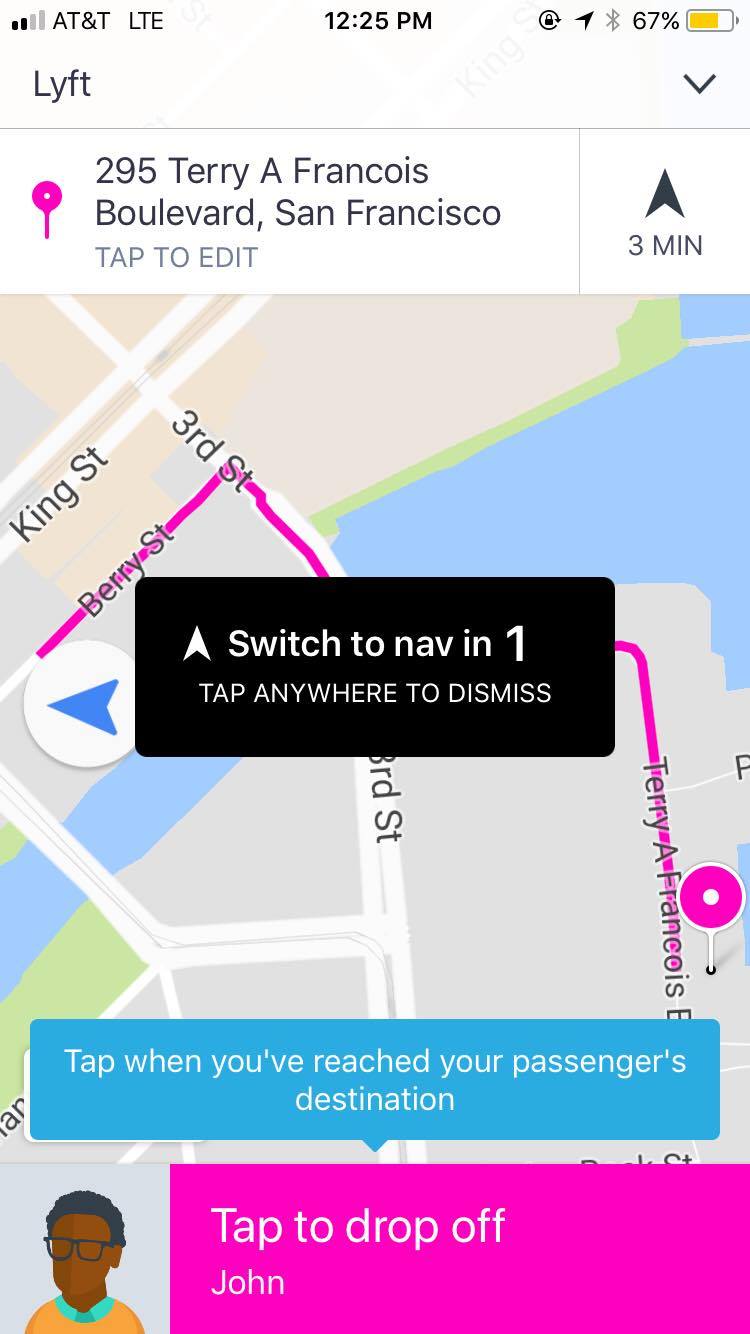 AT&T LTE 12:25 PM 67%
King St
Lyft
295 Terry A Francois
Boulevard, San Francisco
TAP TO EDIT
3 MIN
3rd St
King St
Berry St
Switch to nav in 1
TAP ANYWHERE TO DISMISS
3rd St
Terry A Francois B
Tap when you've reached your passenger's
destination
Tap to drop off
John